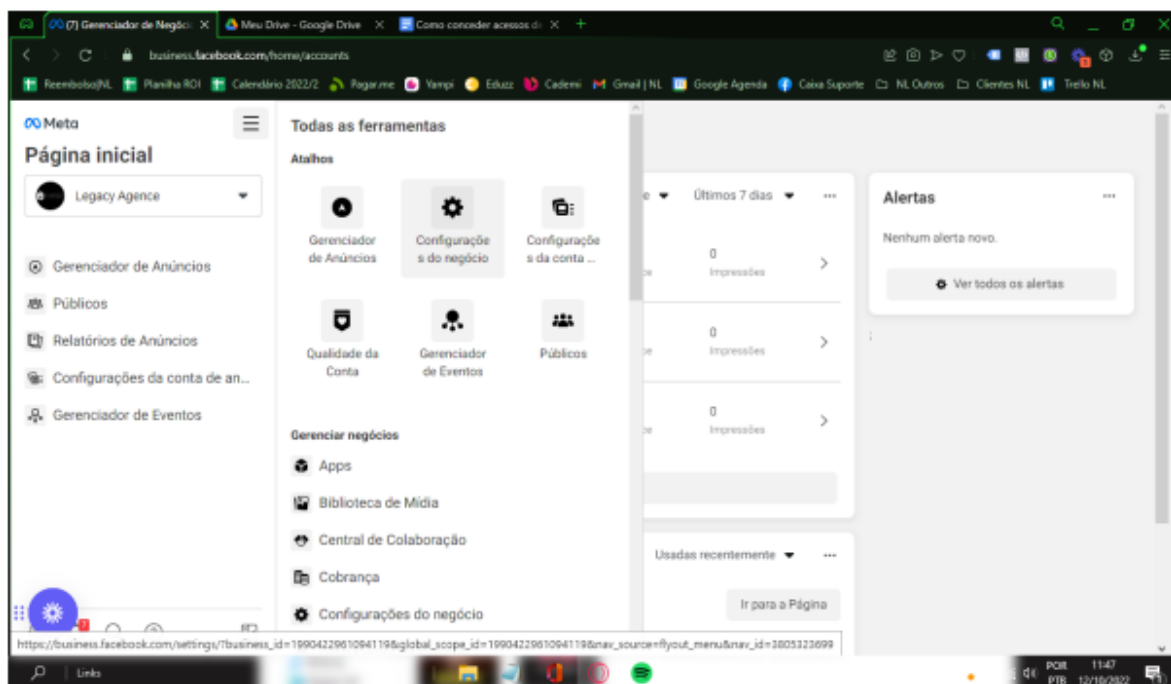 (7) Gerenciador de Negóci
Meu Drive - Google Drive
Como conceder acessos d
business.facebook.com/home/accounts
Reembolso|NL
Planilha ROI
Calendário 2022/2
Pagar.me
Yampi
Eduzz
Cademi
Gmail | NL
Google Agenda
Caixa Suporte
NL Outros
Clientes NL
Trello NL
Meta
Página inicial
Legacy Agence
Gerenciador de Anúncios
Públicos
Relatórios de Anúncios
Configurações da conta de an...
Gerenciador de Eventos
Todas as ferramentas
Atalhos
Gerenciador
de Anúncios
Configuraçõe
s do negócio
Configuraçõe
s da conta ...
Qualidade da
Conta
Gerenciador
de Eventos
Públicos
Gerenciar negócios
Apps
Biblioteca de Mídia
Central de Colaboração
Cobrança
Configurações do negócio
Últimos 7 dias
0
Impressões
0
Impressões
0
Impressões
Usadas recentemente
Ir para a Página
Alertas
Nenhum alerta novo.
Ver todos os alertas
https://business.facebook.com/settings/?business_id=1990422961094119&global_scope_id=1990422961094119&nav_source=flyout_menu&nav_id=3805323699
Links
POR
PTB
11:47
12/10/2022